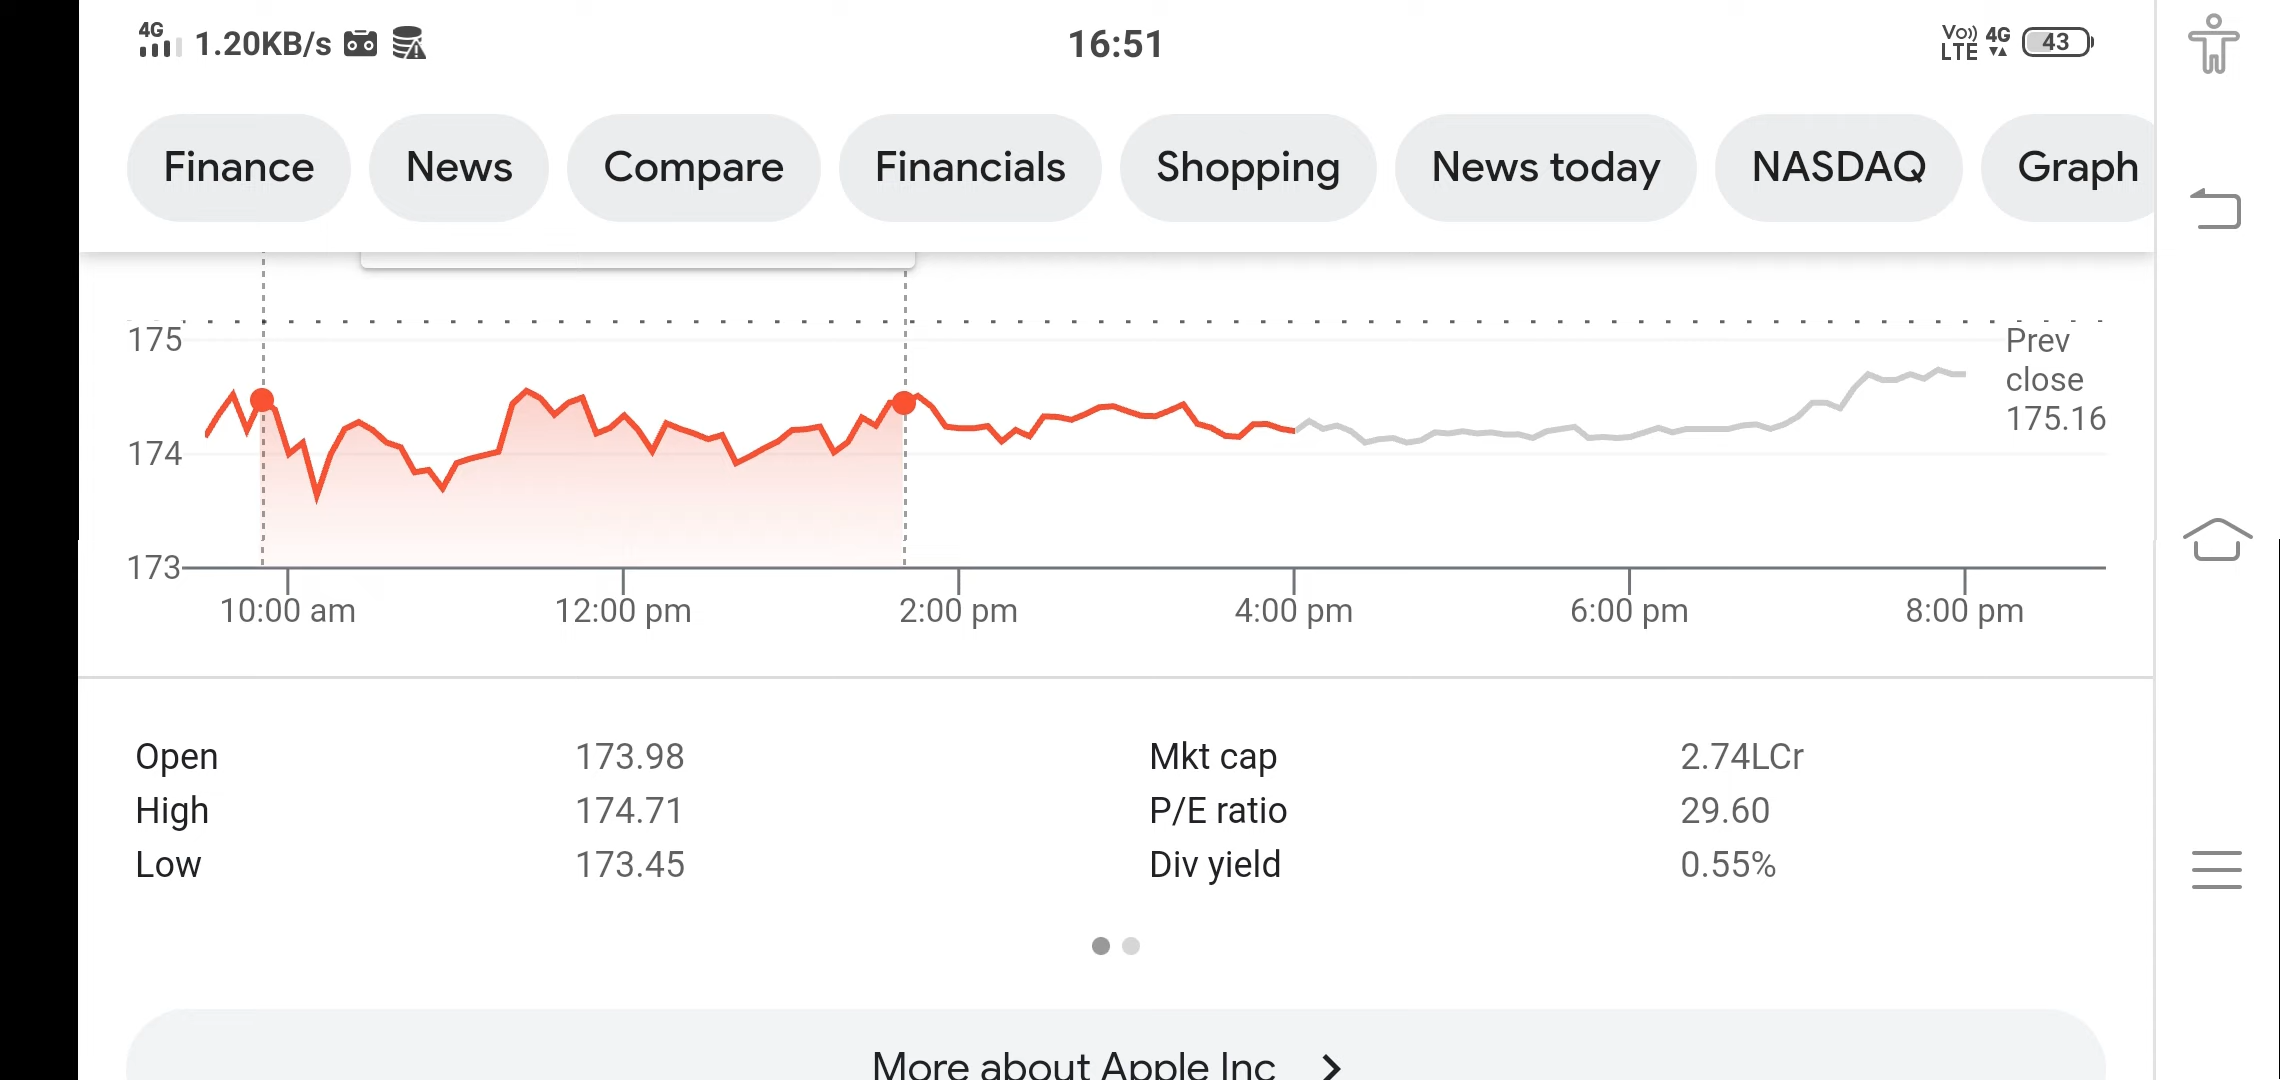 4G 1.20KB/s 16:51 Vo)) LTE 4G 43
Finance News Compare Financials Shopping News today NASDAQ Graph
175
174
173
Prev
close
175.16
10:00 am 12:00 pm 2:00 pm 4:00 pm 6:00 pm 8:00 pm
Open 173.98 Mkt cap 2.74LCr
High 174.71 P/E ratio 29.60
Low 173.45 Div yield 0.55%
More about Apple Inc